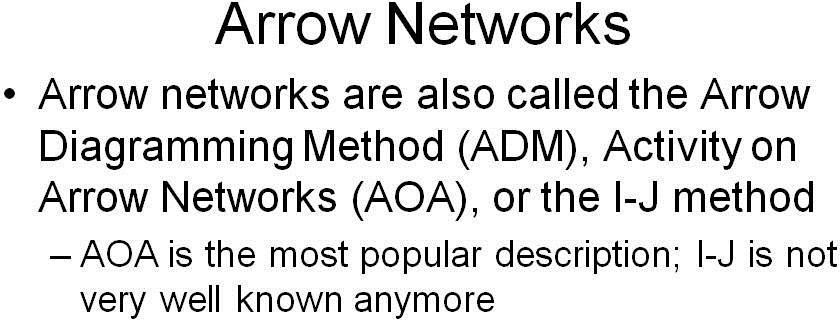 Arrow Networks
• Arrow networks are also called the Arrow
Diagramming Method (ADM), Activity on
Arrow Networks (AOA), or the I-J method
– AOA is the most popular description; I-J is not
very well known anymore